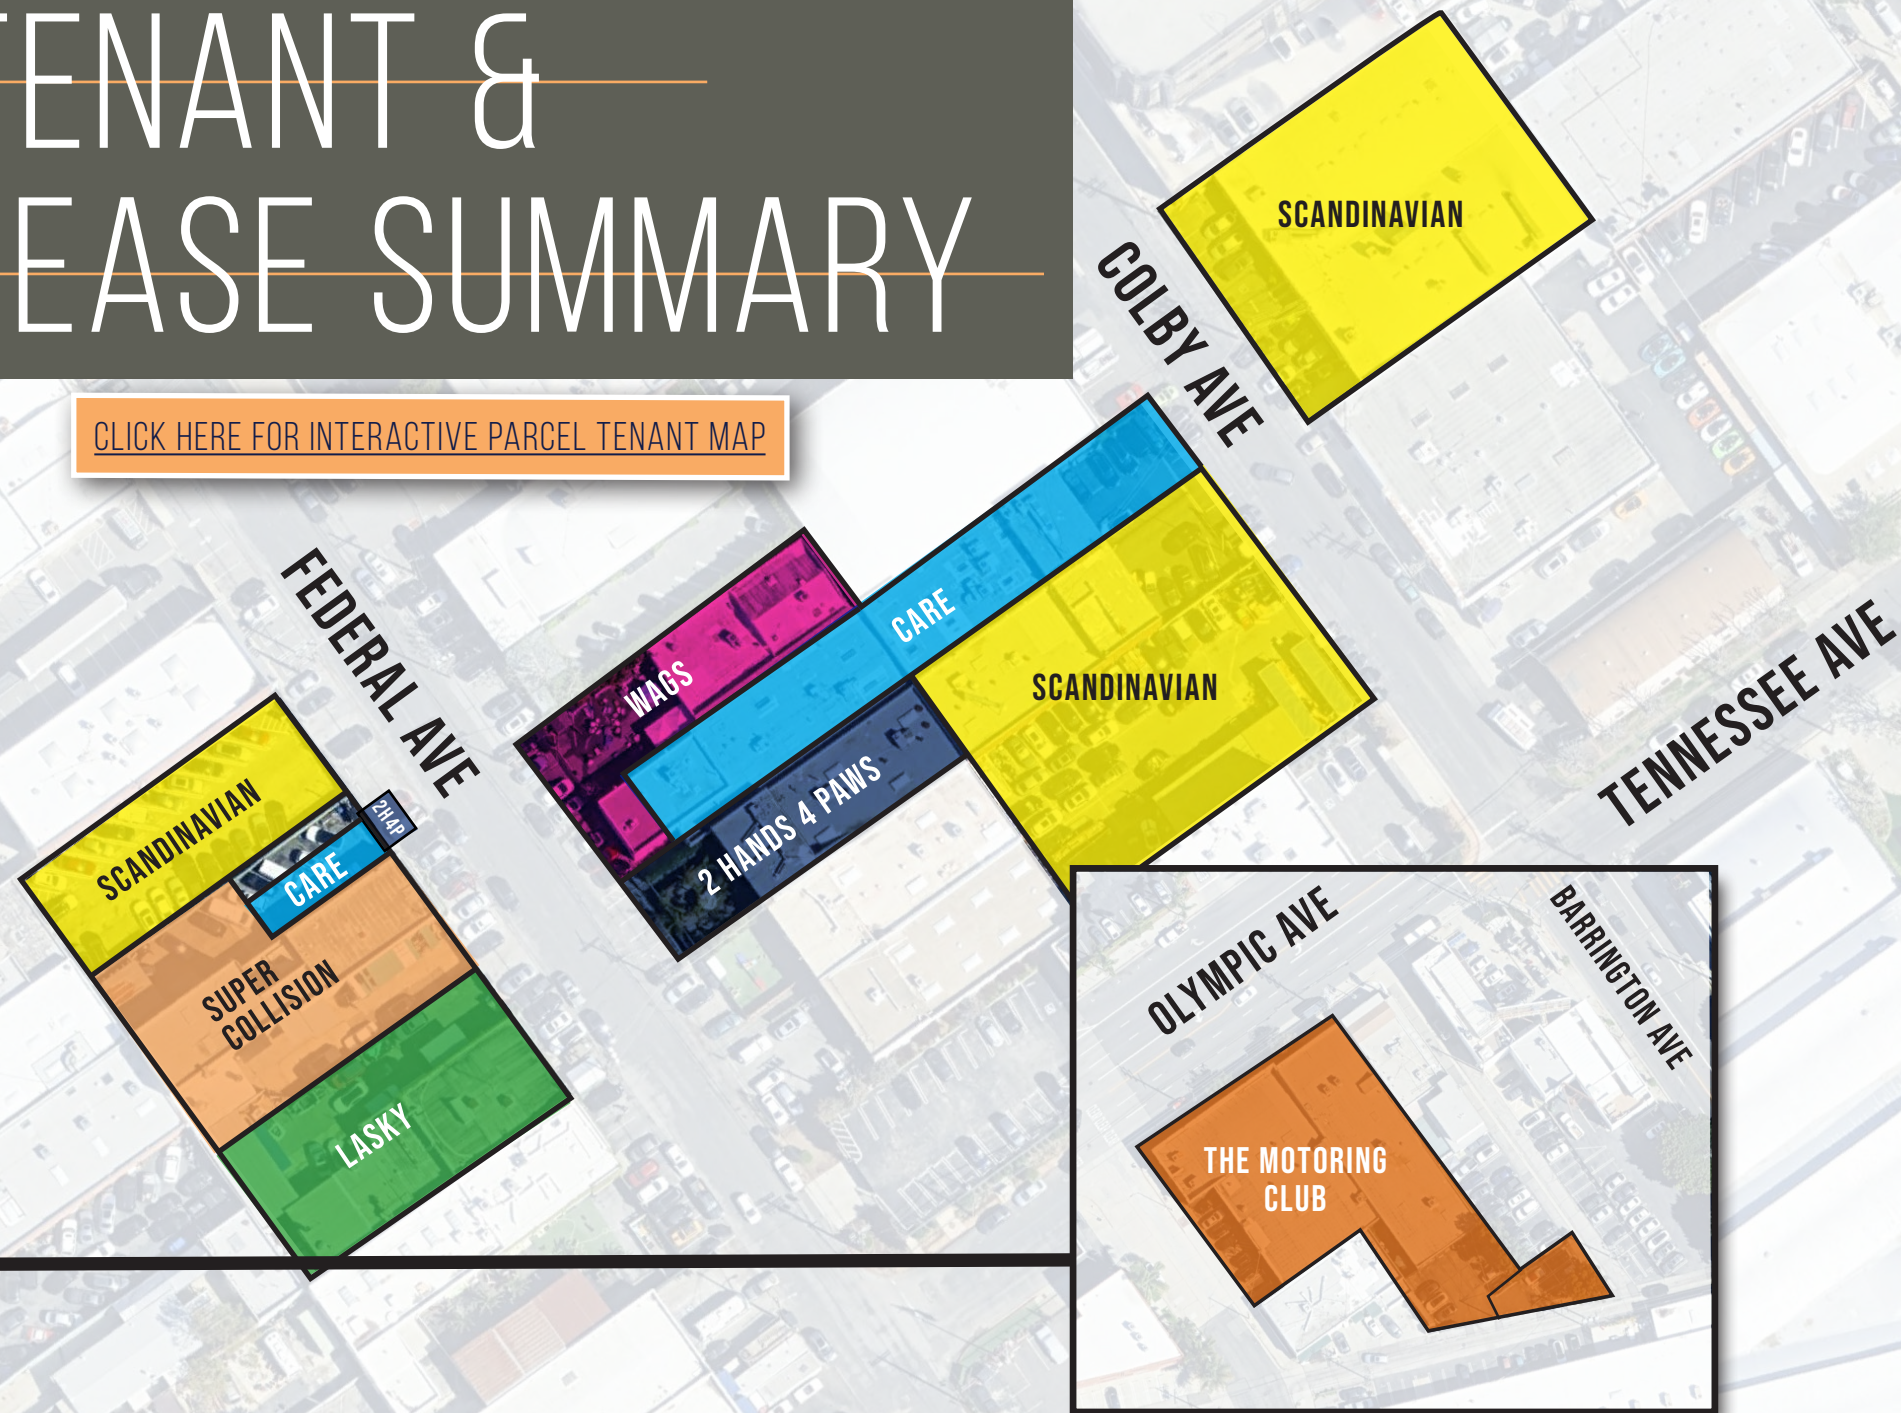 TENANT &
EASE SUMMARY
CLICK HERE FOR INTERACTIVE PARCEL TENANT MAP
SCANDINAVIAN
COLBY AVE
FEDERAL AVE
WAGS
CARE
SCANDINAVIAN
TENNESSEE AVE
2 HANDS 4 PAWS
SCANDINAVIAN
2H4P
CARE
SUPER
COLLISION
LASKY
OLYMPIC AVE
BARRINGTON AVE
THE MOTORING
CLUB